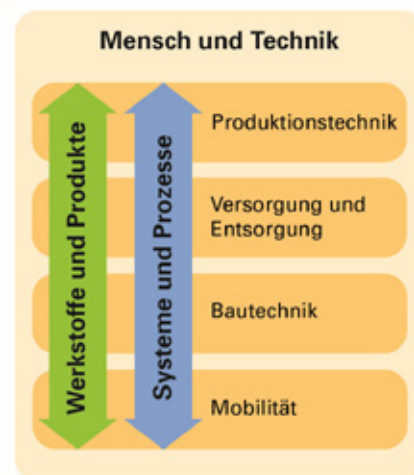 Mensch und Technik
Werkstoffe und Produkte
Systeme und Prozesse
Produktionstechnik
Versorgung und
Entsorgung
Bautechnik
Mobilität